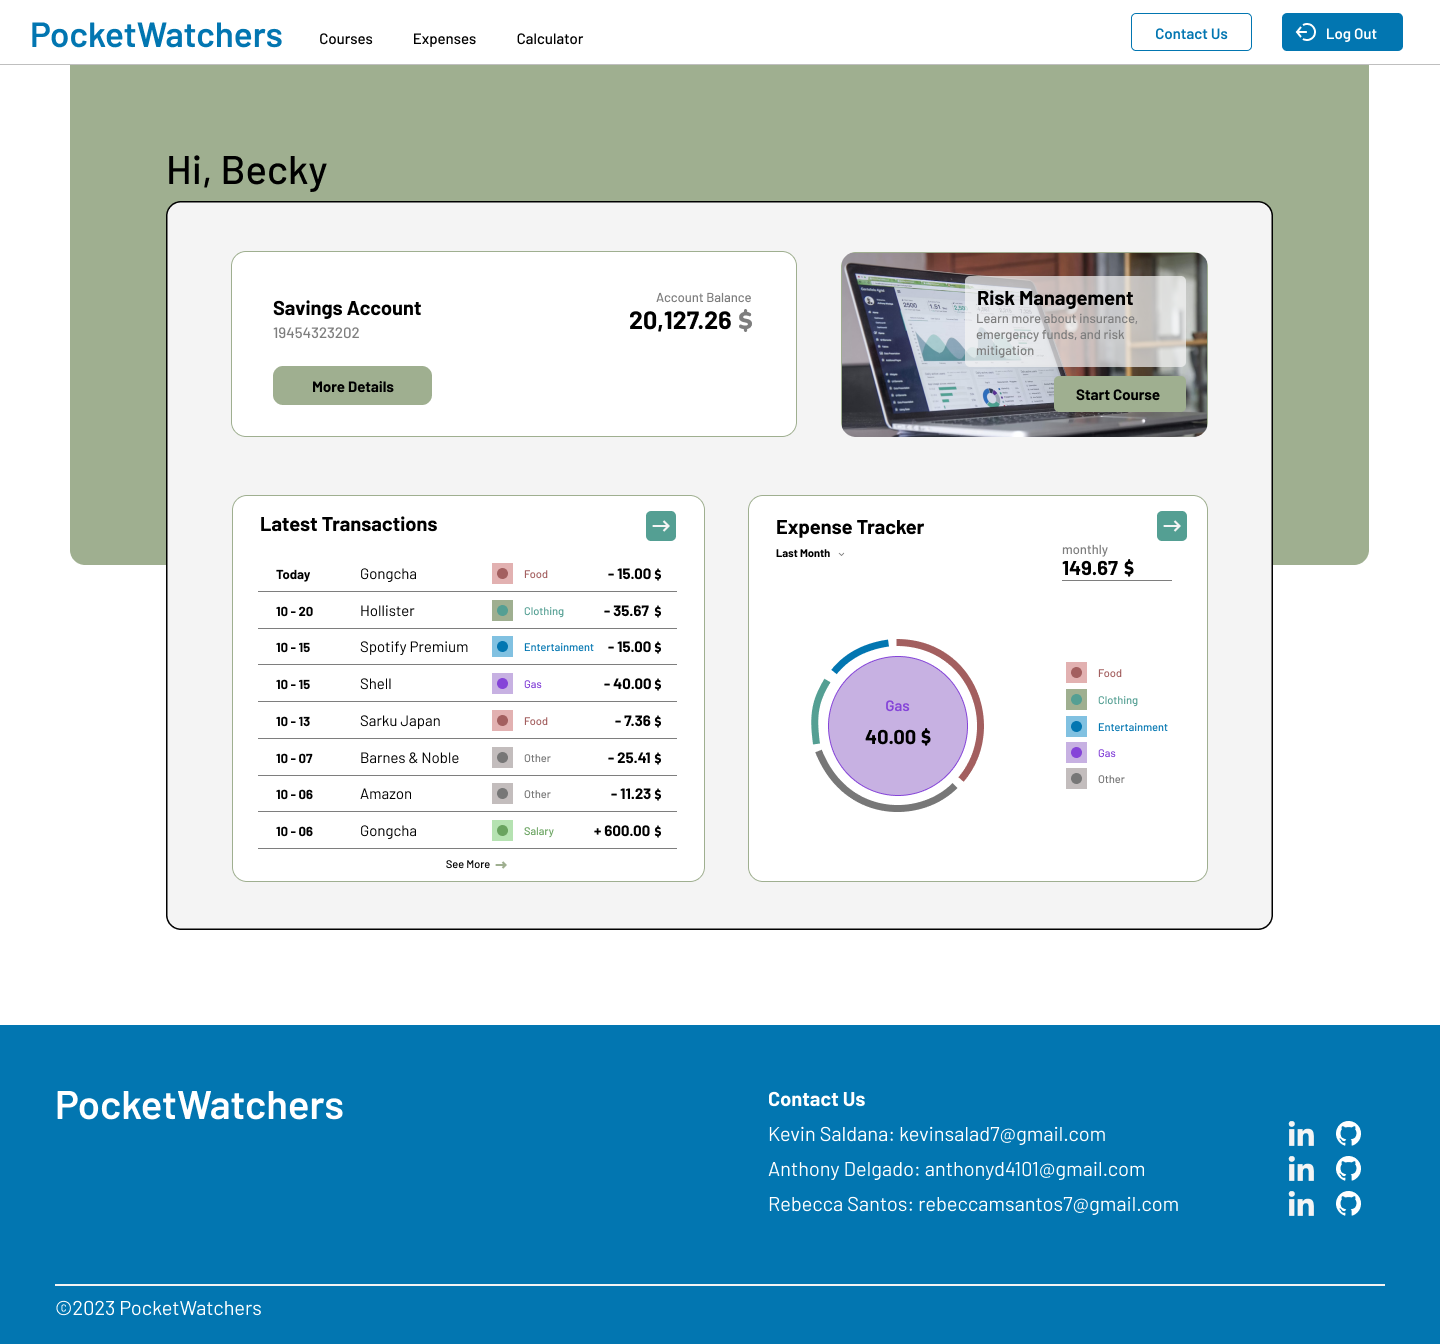 PocketWatchers
Courses
Expenses
Calculator
Contact Us
Log Out
Hi, Becky
Savings Account
19454323202
Account Balance
20,127.26 $
More Details
Risk Management
Learn more about insurance,
emergency funds, and risk
mitigation
Start Course
Latest Transactions
Today Gongcha Food - 15.00 $
10 - 20 Hollister Clothing - 35.67 $
10 - 15 Spotify Premium Entertainment - 15.00 $
10 - 15 Shell Gas - 40.00 $
10 - 13 Sarku Japan Food - 7.36 $
10 - 07 Barnes & Noble Other - 25.41 $
10 - 06 Amazon Other - 11.23 $
10 - 06 Gongcha Salary + 600.00 $
See More
Expense Tracker
Last Month
monthly
149.67 $
Gas
40.00 $
Food
Clothing
Entertainment
Gas
Other
PocketWatchers
Contact Us
Kevin Saldana: kevinsalad7@gmail.com
Anthony Delgado: anthonyd4101@gmail.com
Rebecca Santos: rebeccamsantos7@gmail.com
©2023 PocketWatchers